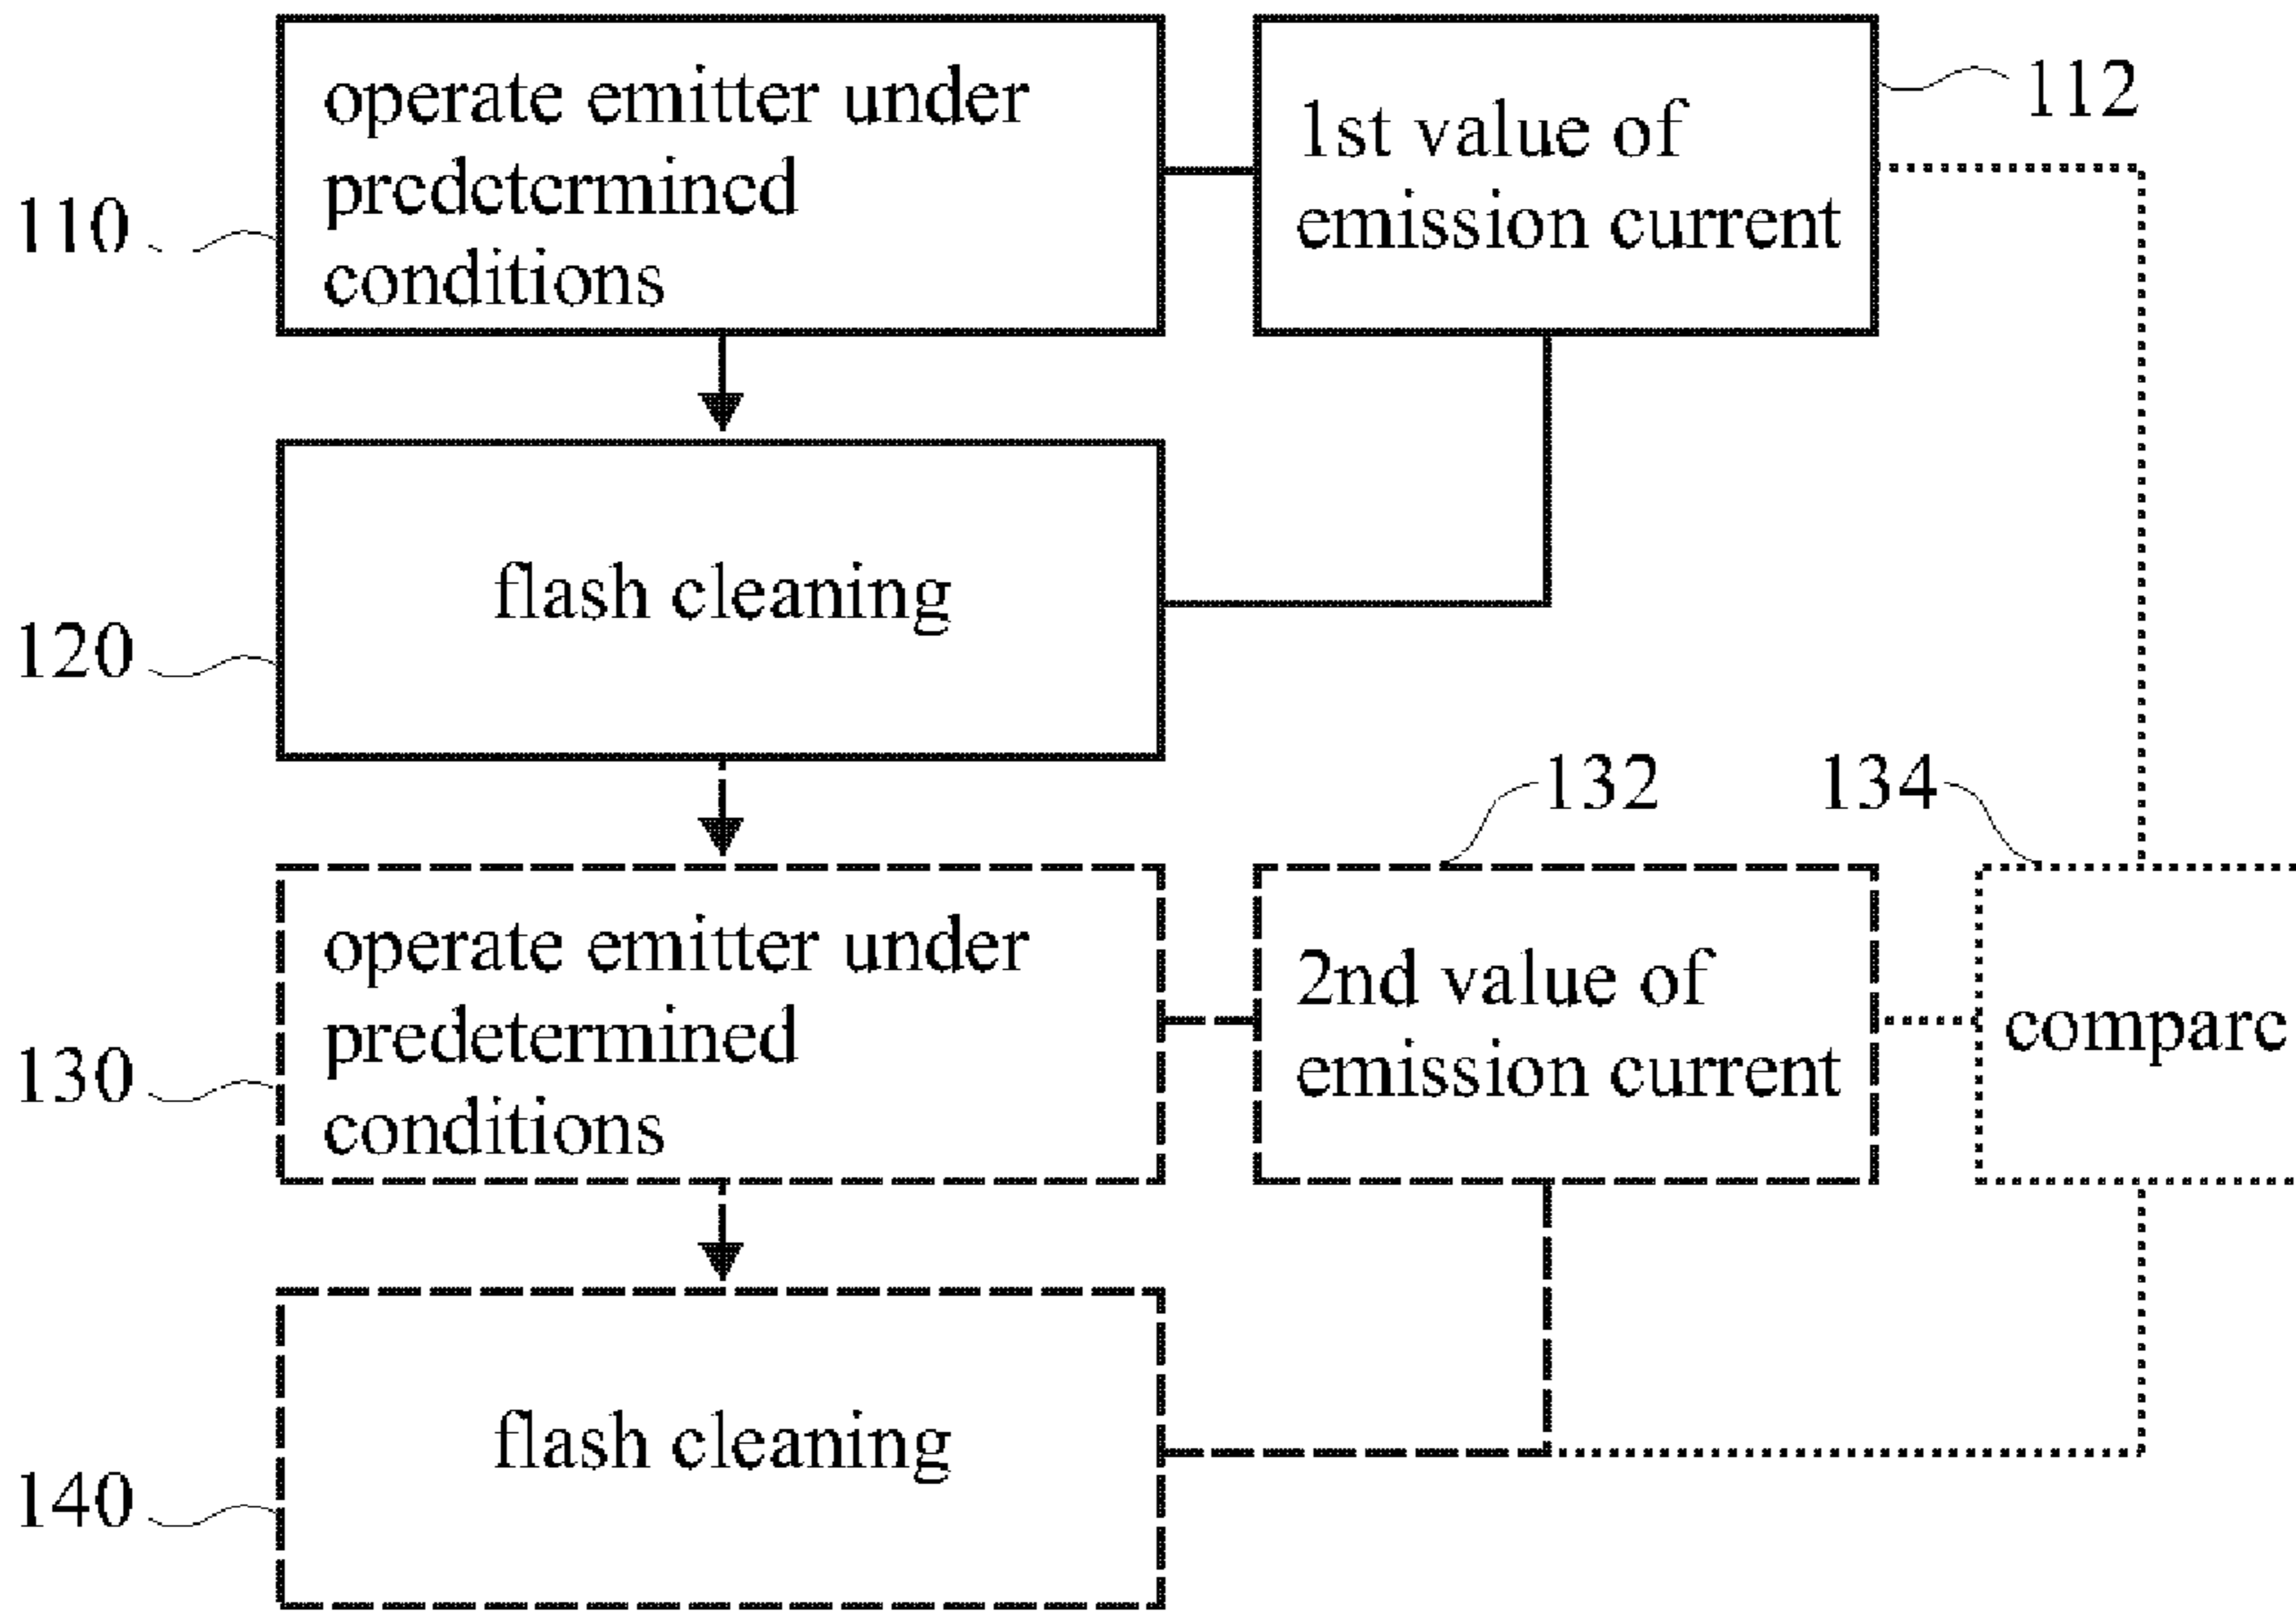 operate emitter under
predetermined
conditions
110
1st value of
emission current
112
flash cleaning
120
132
134
operate emitter under
predetermined
conditions
130
2nd value of
emission current
compare
flash cleaning
140